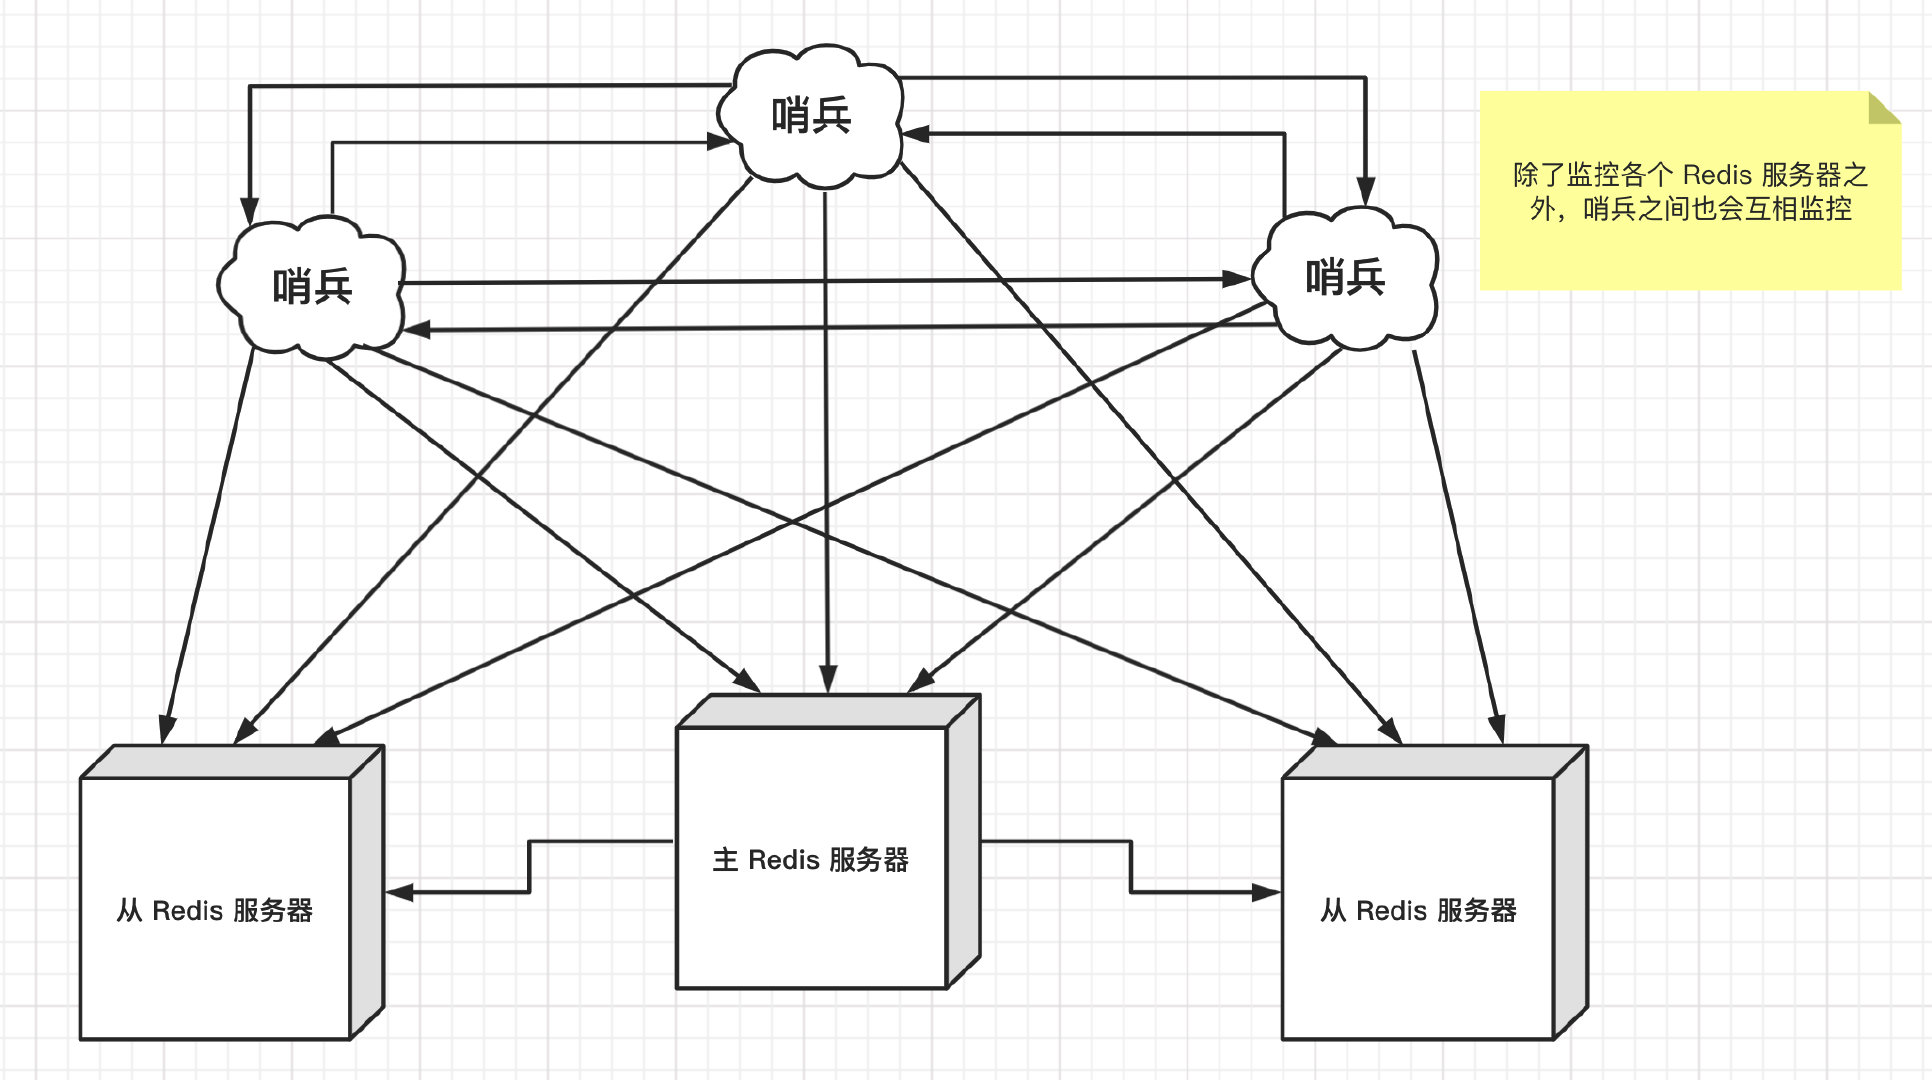 哨兵
除了监控各个 Redis 服务器之
外，哨兵之间也会互相监控
哨兵
哨兵
主 Redis 服务器
从 Redis 服务器
从 Redis 服务器